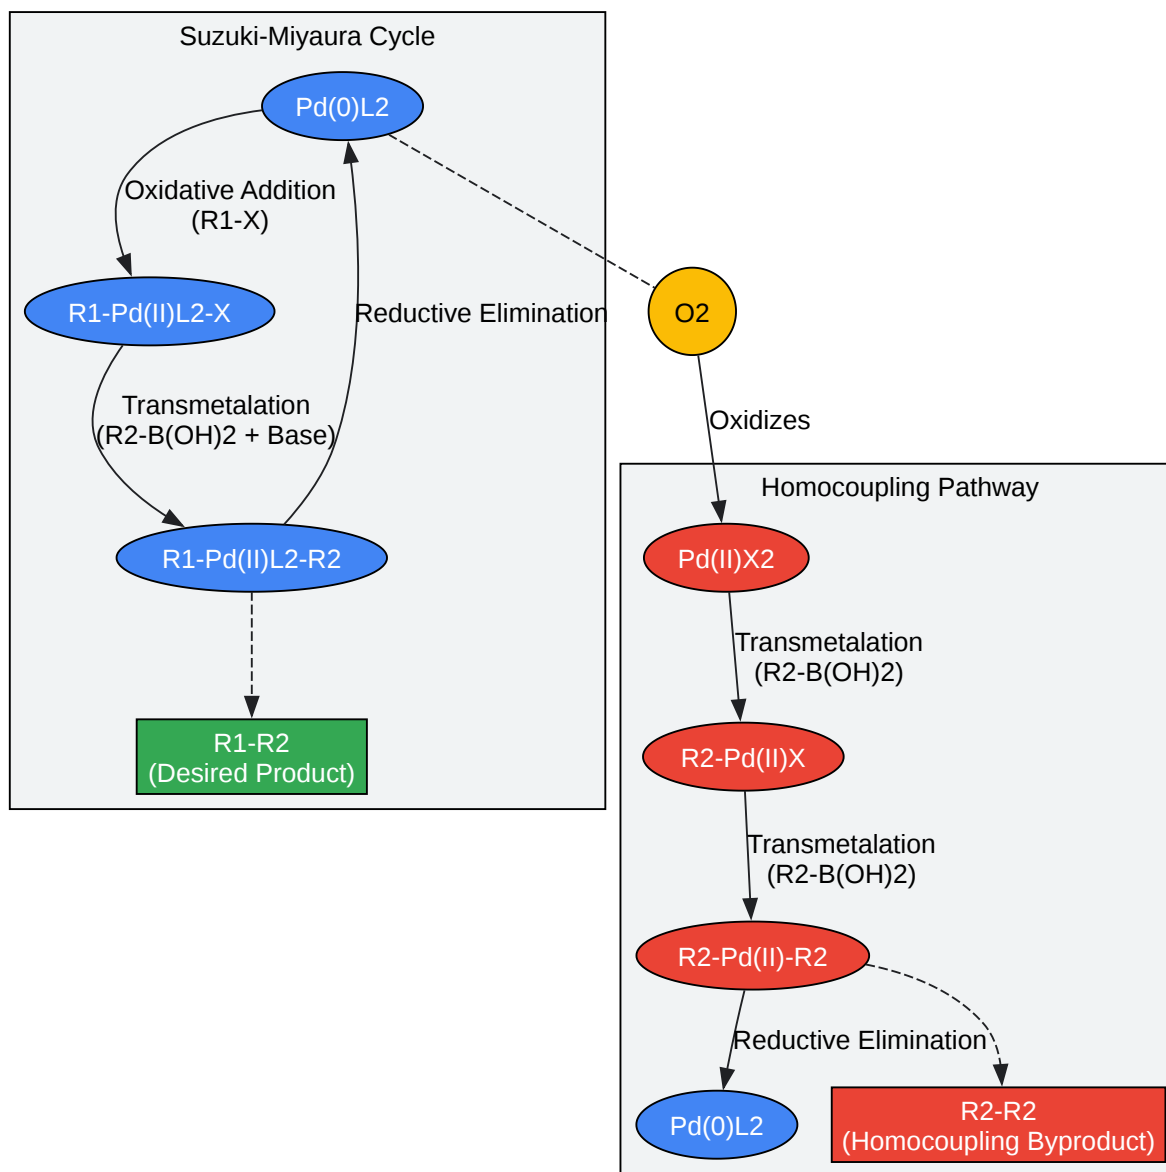 Suzuki-Miyaura Cycle
Pd(0)L2
Oxidative Addition
(R1-X)
R1-Pd(II)L2-X
Reductive Elimination
Transmetalation
(R2-B(OH)2 + Base)
R1-Pd(II)L2-R2
R1-R2
(Desired Product)
O2
Oxidizes
Homocoupling Pathway
Pd(II)X2
Transmetalation
(R2-B(OH)2)
R2-Pd(II)X
Transmetalation
(R2-B(OH)2)
R2-Pd(II)-R2
Reductive Elimination
Pd(0)L2
R2-R2
(Homocoupling Byproduct)